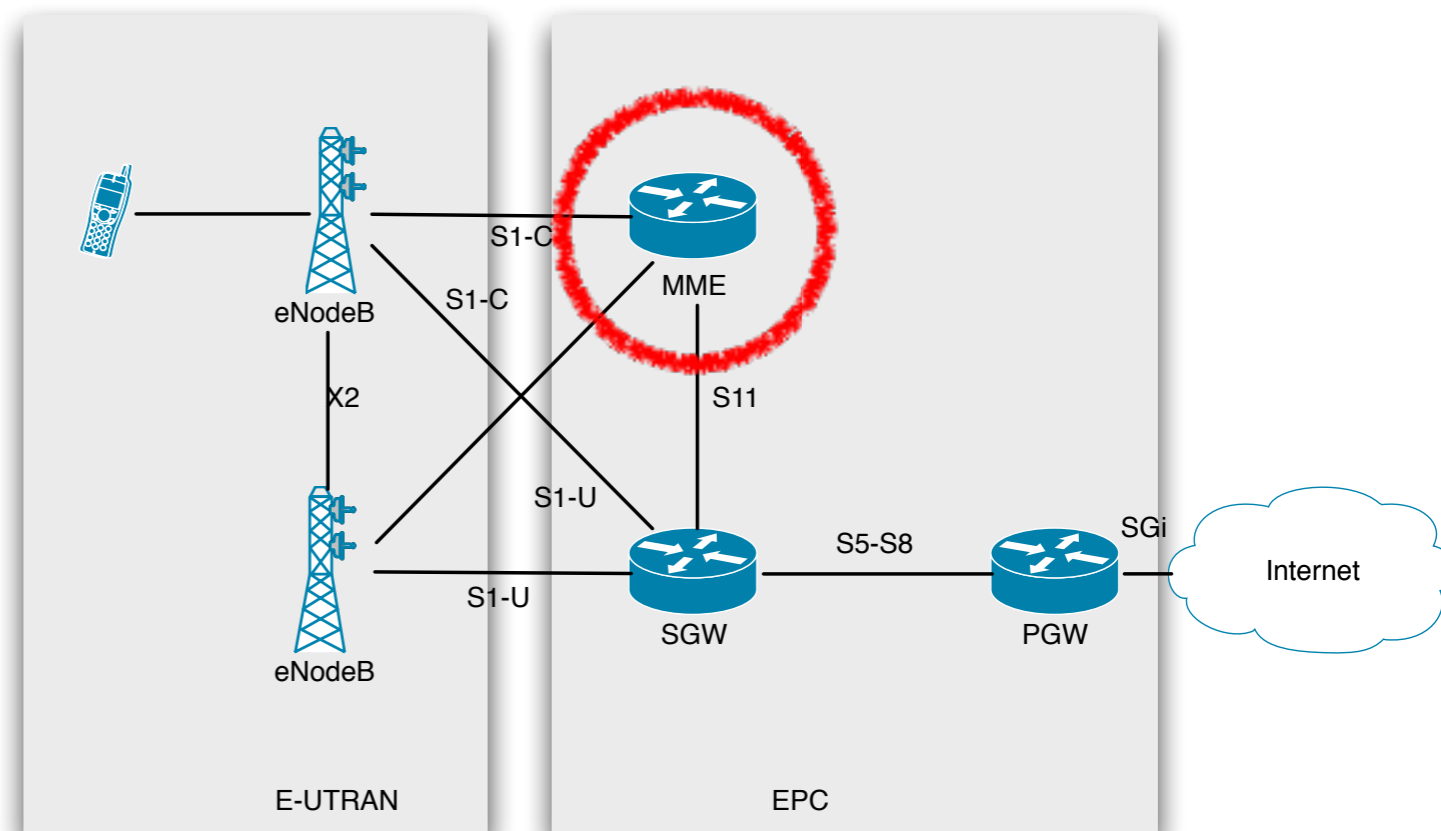 S1-C
MME
eNodeB
S1-C
X2
S11
S1-U
S5-S8
SGi
Internet
S1-U
SGW
PGW
eNodeB
E-UTRAN
EPC